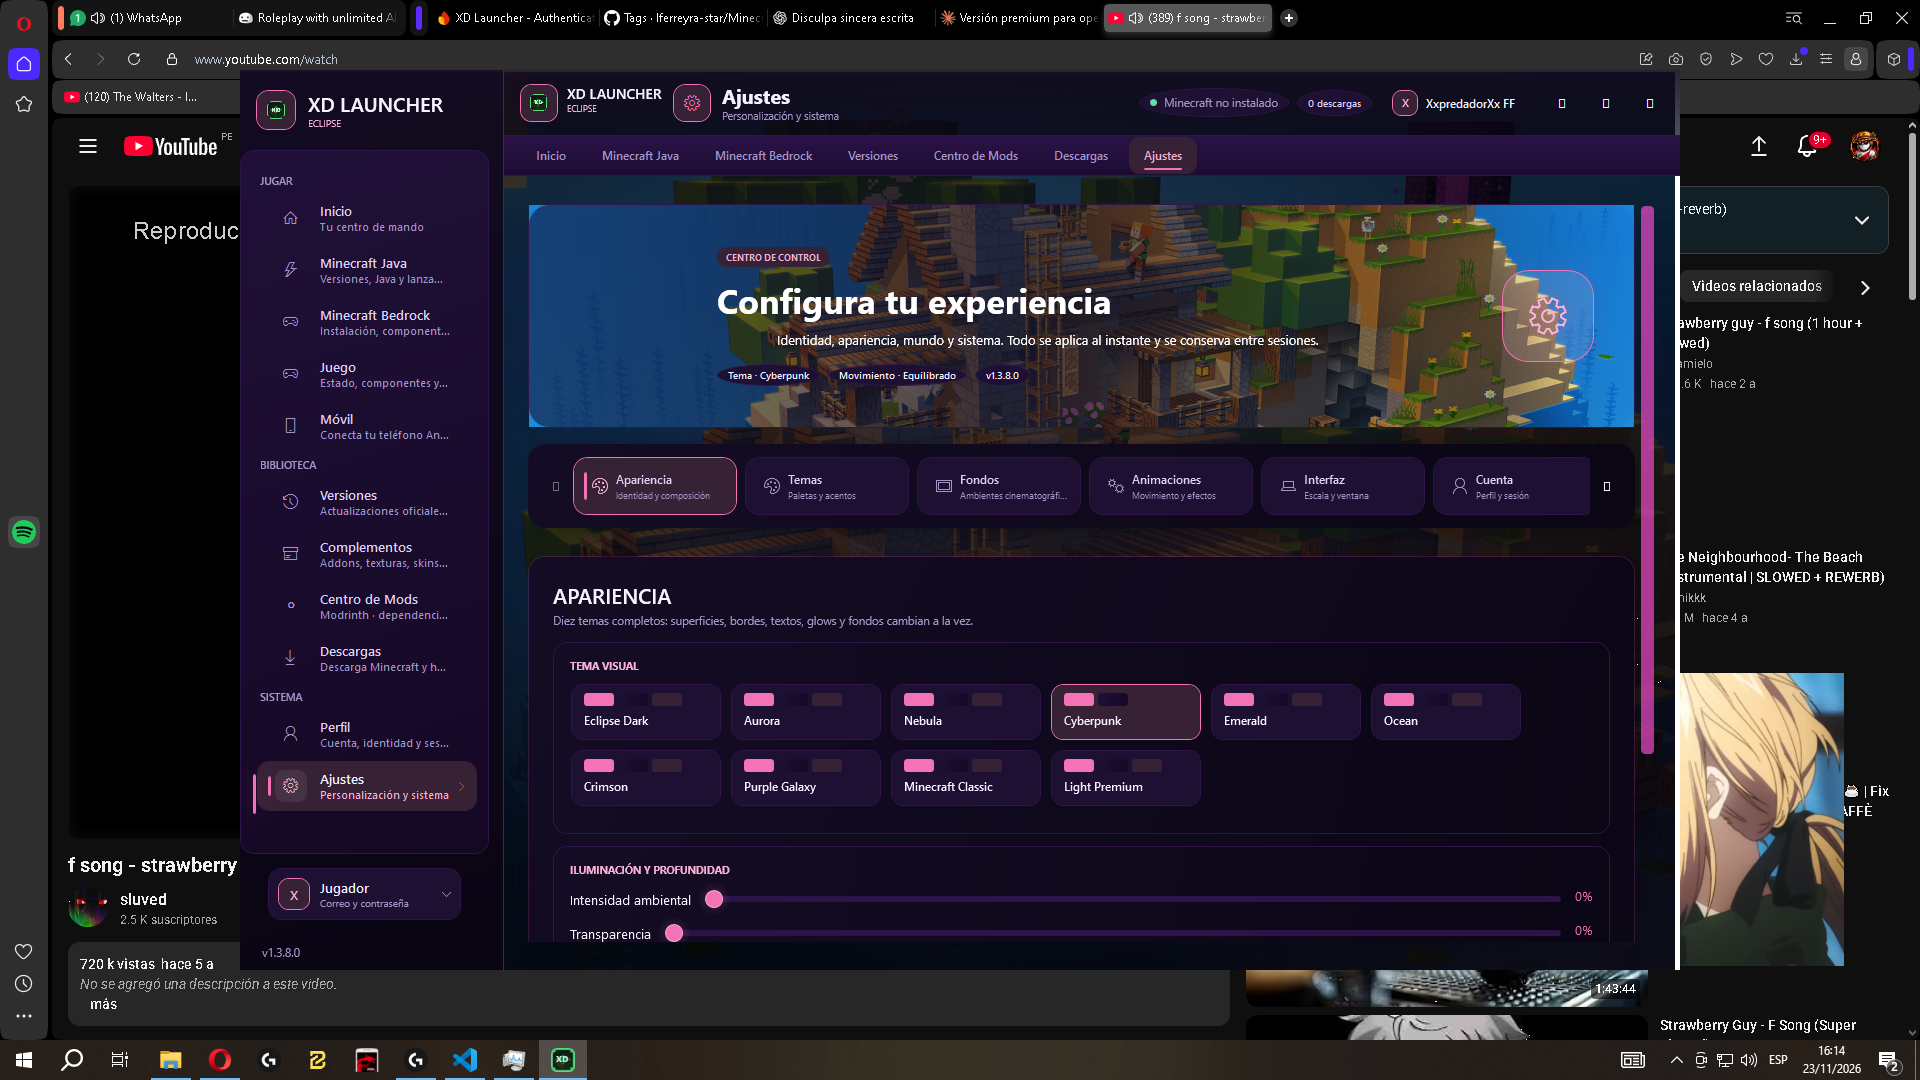 1
(1) WhatsApp
Roleplay with unlimited A
XD Launcher - Authentica
Tags · lferreyra-star/Minec
Disculpa sincera escrita
Versión premium para ope
(389) f song - strawber
www.youtube.com/watch
(120) The Walters - I...
YouTube
PE
9+
Reproduc
XD
XD LAUNCHER
ECLIPSE
JUGAR
Inicio
Tu centro de mando
Minecraft Java
Versiones, Java y lanza...
Minecraft Bedrock
Instalación, component...
Juego
Estado, componentes y...
Móvil
Conecta tu teléfono An...
BIBLIOTECA
Versiones
Actualizaciones oficiale...
Complementos
Addons, texturas, skins...
Centro de Mods
Modrinth · dependenci...
Descargas
Descarga Minecraft y h...
SISTEMA
Perfil
Cuenta, identidad y ses...
Ajustes
Personalización y sistema
X
Jugador
Correo y contraseña
v1.3.8.0
XD
XD LAUNCHER
ECLIPSE
Ajustes
Personalización y sistema
Minecraft no instalado
0 descargas
X
XxpredadorXx FF
Inicio
Minecraft Java
Minecraft Bedrock
Versiones
Centro de Mods
Descargas
Ajustes
CENTRO DE CONTROL
Configura tu experiencia
Identidad, apariencia, mundo y sistema. Todo se aplica al instante y se conserva entre sesiones.
Tema · Cyberpunk
Movimiento · Equilibrado
v1.3.8.0
Apariencia
Identidad y composición
Temas
Paletas y acentos
Fondos
Ambientes cinematográfi...
Animaciones
Movimiento y efectos
Interfaz
Escala y ventana
Cuenta
Perfil y sesión
APARIENCIA
Diez temas completos: superficies, bordes, textos, glows y fondos cambian a la vez.
TEMA VISUAL
Eclipse Dark
Aurora
Nebula
Cyberpunk
Emerald
Ocean
Crimson
Purple Galaxy
Minecraft Classic
Light Premium
ILUMINACIÓN Y PROFUNDIDAD
Intensidad ambiental
0%
Transparencia
0%
-reverb)
Videos relacionados
awberry guy - f song (1 hour +
wed)
amielo
.6 K hace 2 a
e Neighbourhood- The Beach
strumental | SLOWED + REWERB)
nikkk
M hace 4 a
| Fix
AFFÈ
1:43:44
Strawberry Guy - F Song (Super
f song - strawberry
sluved
2.5 K suscriptores
720 k vistas hace 5 a
No se agregó una descripción a este video.
más
XD
ESP
16:14
23/11/2026
2